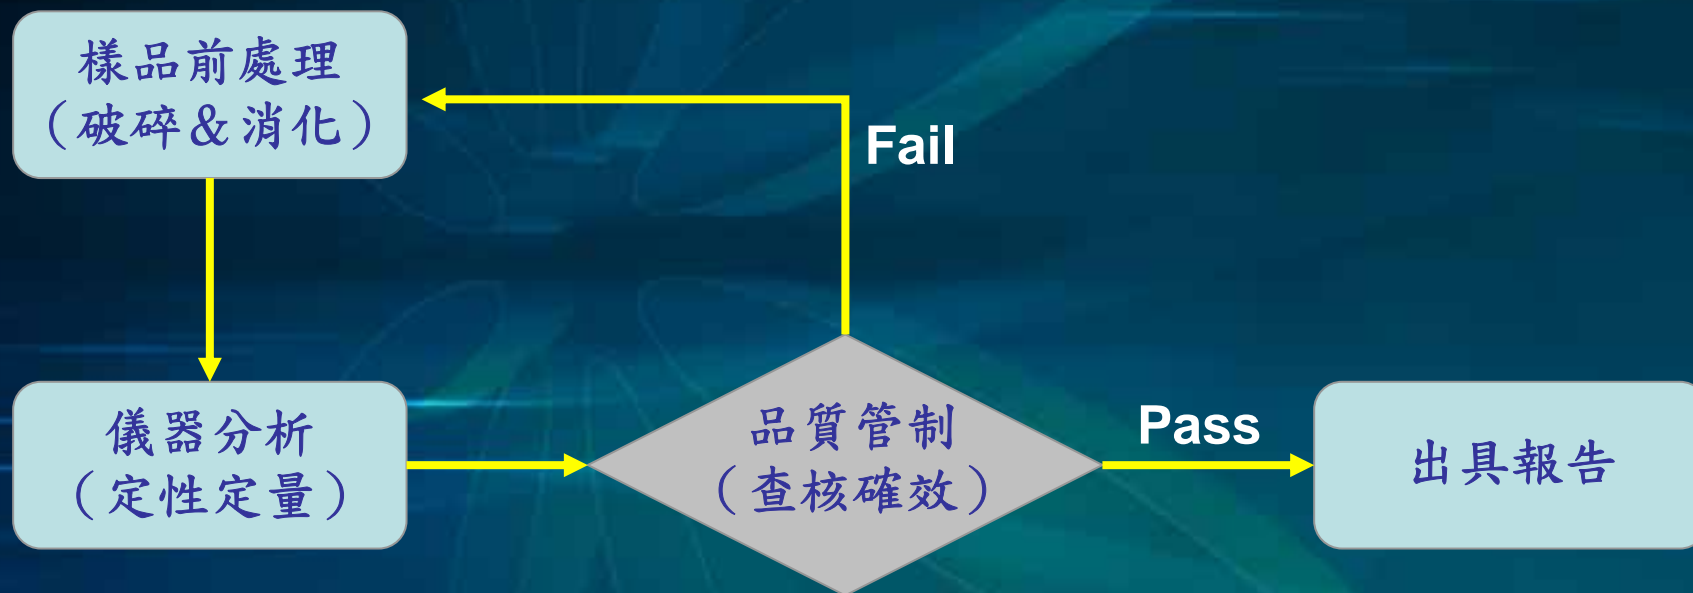 樣品前處理
（破碎&消化）
Fail
儀器分析
（定性定量）
品質管制
（查核確效）
Pass
出具報告